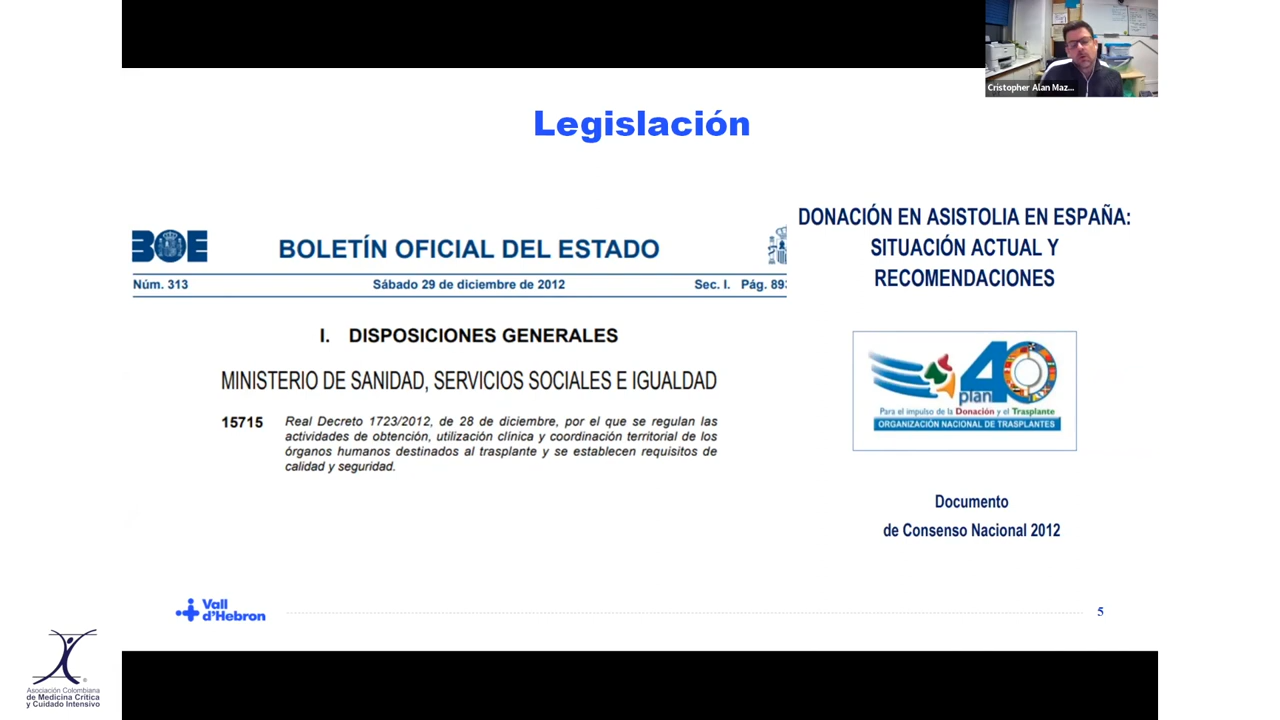 Cristopher Alan Maz...
Legislación
BOE
BOLETÍN OFICIAL DEL ESTADO
Núm. 313
Sábado 29 de diciembre de 2012
Sec. I. Pág. 893
I. DISPOSICIONES GENERALES
MINISTERIO DE SANIDAD, SERVICIOS SOCIALES E IGUALDAD
15715 Real Decreto 1723/2012, de 28 de diciembre, por el que se regulan las
actividades de obtención, utilización clínica y coordinación territorial de los
órganos humanos destinados al trasplante y se establecen requisitos de
calidad y seguridad.
DONACIÓN EN ASISTOLIA EN ESPAÑA:
SITUACIÓN ACTUAL Y
RECOMENDACIONES
plan 40
Para el impulso de la Donación y el Trasplante
ORGANIZACIÓN NACIONAL DE TRASPLANTES
Documento
de Consenso Nacional 2012
Vall
d'Hebron
5
Asociación Colombiana
de Medicina Crítica
y Cuidado Intensivo